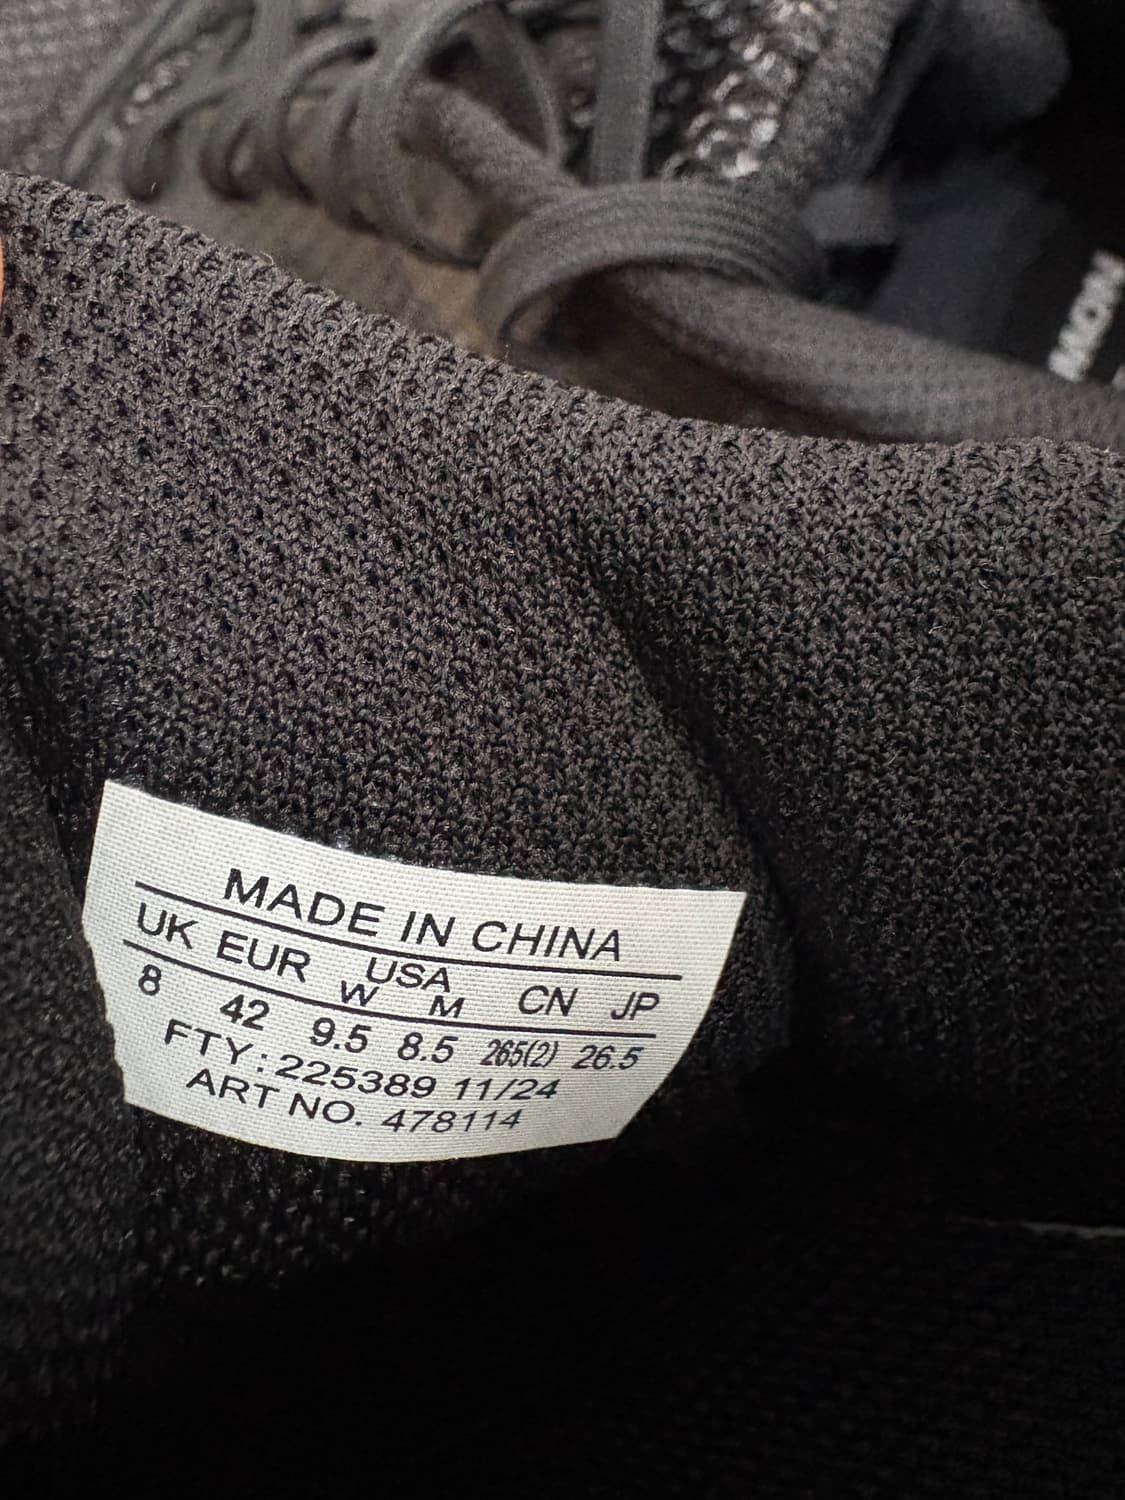 MADE IN CHINA
UK EUR USA CN JP
W M
8 42 9.5 8.5 265(2) 26.5
FTY:225389 11/24
ART NO. 478114